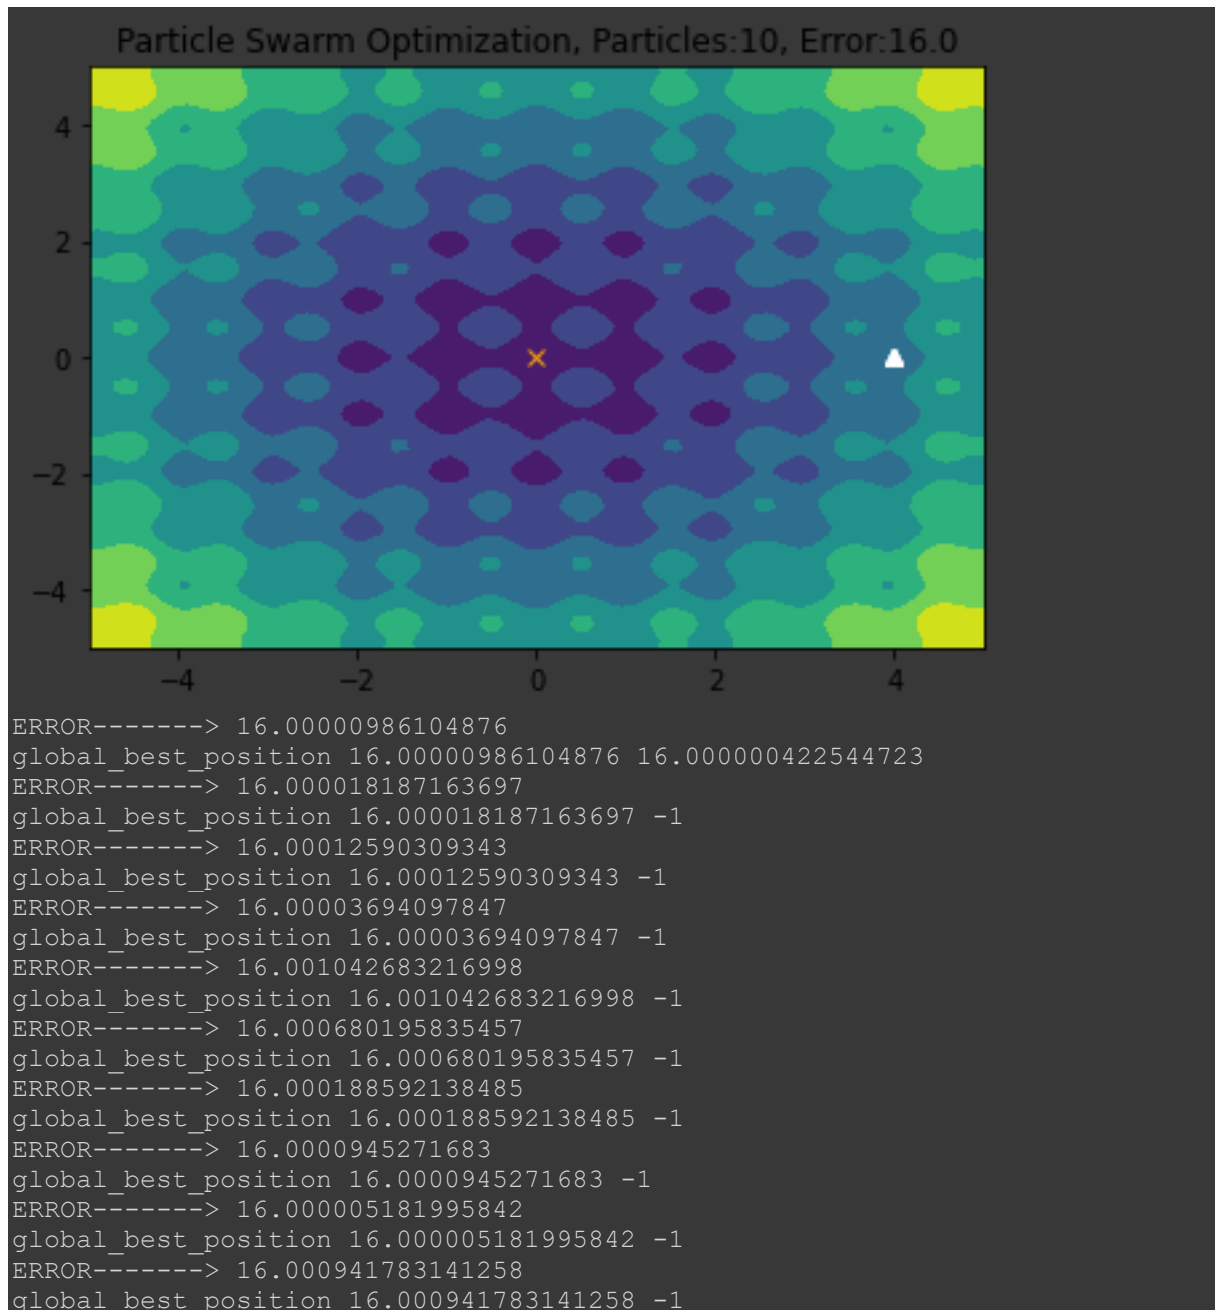 Particle Swarm Optimization, Particles:10, Error:16.0
4
2
0
−2
−4
−4 −2 0 2 4
ERROR-------> 16.00000986104876
global_best_position 16.00000986104876 16.000000422544723
ERROR-------> 16.000018187163697
global_best_position 16.000018187163697 -1
ERROR-------> 16.00012590309343
global_best_position 16.00012590309343 -1
ERROR-------> 16.00003694097847
global_best_position 16.00003694097847 -1
ERROR-------> 16.001042683216998
global_best_position 16.001042683216998 -1
ERROR-------> 16.000680195835457
global_best_position 16.000680195835457 -1
ERROR-------> 16.000188592138485
global_best_position 16.000188592138485 -1
ERROR-------> 16.0000945271683
global_best_position 16.0000945271683 -1
ERROR-------> 16.000005181995842
global_best_position 16.000005181995842 -1
ERROR-------> 16.000941783141258
global_best_position 16.000941783141258 -1